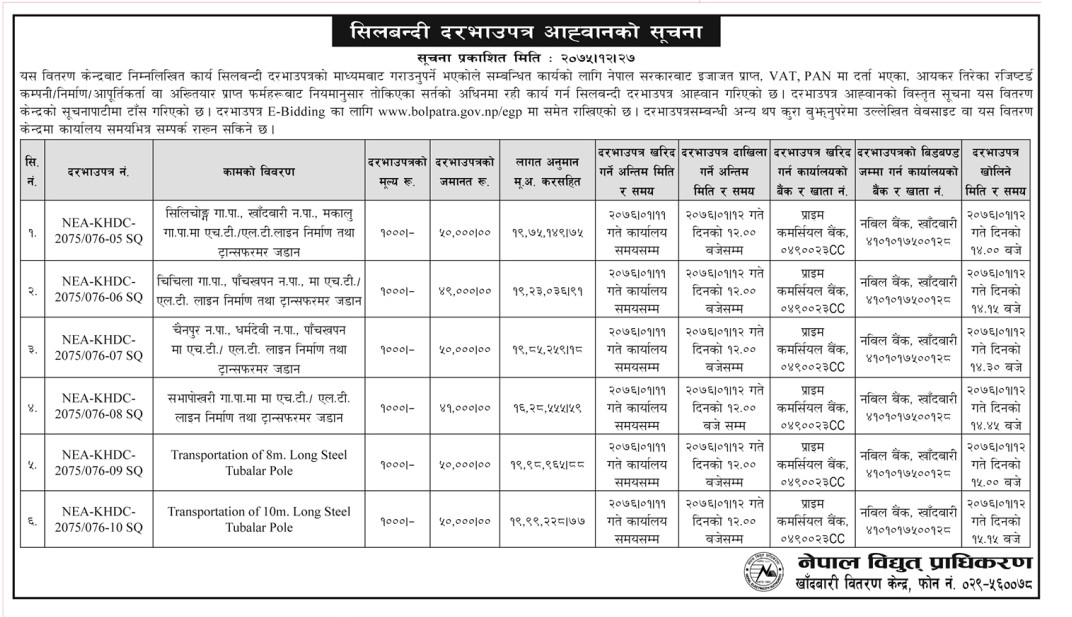 सिलबन्दी दरभाउपत्र आह्वानको सूचना
सूचना प्रकाशित मिति : २०७५।१२।२७
यस वितरण केन्द्रबाट निम्नलिखित कार्य सिलबन्दी दरभाउपत्रको माध्यमबाट गराउनुपर्ने भएकोले सम्बन्धित कार्यको लागि नेपाल सरकारबाट इजाजत प्राप्त, VAT, PAN मा दर्ता भएका, आयकर तिरेका रजिष्टर्ड
कम्पनी/निर्माण/आपूर्तिकर्ता वा अख्तियार प्राप्त फर्महरूबाट नियमानुसार तोकिएका सर्तको अधिनमा रही कार्य गर्न सिलबन्दी दरभाउपत्र आह्वान गरिएको छ । दरभाउपत्र आह्वानको विस्तृत सूचना यस वितरण
केन्द्रको सूचनापाटीमा टाँस गरिएको छ । दरभाउपत्र E-Bidding का लागि www.bolpatra.gov.np/egp मा समेत राखिएको छ । दरभाउपत्रसम्बन्धी अन्य थप कुरा बुझ्नुपरेमा उल्लेखित वेवसाइट वा यस वितरण
केन्द्रमा कार्यालय समयभित्र सम्पर्क राख्न सकिने छ ।
सि. नं. दरभाउपत्र नं. कामको विवरण दरभाउपत्रको मूल्य रू. दरभाउपत्रको जमानत रू. लागत अनुमान मू.अ. करसहित दरभाउपत्र खरिद गर्ने अन्तिम मिति र समय दरभाउपत्र दाखिला गर्ने अन्तिम मिति र समय दरभाउपत्र खरिद गर्न कार्यालयको बैंक र खाता नं. दरभाउपत्रको बिडबण्ड जम्मा गर्न कार्यालयको बैंक र खाता नं. दरभाउपत्र खोलिने मिति र समय
१. NEA-KHDC-2075/076-05 SQ सिलिचोङ्ग गा.पा., खाँदवारी न.पा., मकालु गा.पा.मा एच.टी./एल.टी.लाइन निर्माण तथा ट्रान्सफरमर जडान १०००।– ५०,०००।०० १९,७५,१४९।७५ २०७६।०१।११ गते कार्यालय समयसम्म २०७६।०१।१२ गते दिनको १२.०० बजेसम्म प्राइम कमर्सियल बैंक, ०४९००२३CC नबिल बैंक, खाँदबारी ४१०१०१७५००१२८ २०७६।०१।१२ गते दिनको १४.०० बजे
२. NEA-KHDC-2075/076-06 SQ चिचिला गा.पा., पाँचखपन न.पा., मा एच.टी./ एल.टी. लाइन निर्माण तथा ट्रान्सफरमर जडान १०००।– ४९,०००।०० १९,२३,०३६।९१ २०७६।०१।११ गते कार्यालय समयसम्म २०७६।०१।१२ गते दिनको १२.०० बजेसम्म प्राइम कमर्सियल बैंक, ०४९००२३CC नबिल बैंक, खाँदबारी ४१०१०१७५००१२८ २०७६।०१।१२ गते दिनको १४.१५ बजे
३. NEA-KHDC-2075/076-07 SQ चैनपुर न.पा., धर्मदेवी न.पा., पाँचखपन मा एच.टी./ एल.टी. लाइन निर्माण तथा ट्रान्सफरमर जडान १०००।– ५०,०००।०० १९,८५,२५९।१८ २०७६।०१।११ गते कार्यालय समयसम्म २०७६।०१।१२ गते दिनको १२.०० बजेसम्म प्राइम कमर्सियल बैंक, ०४९००२३CC नबिल बैंक, खाँदबारी ४१०१०१७५००१२८ २०७६।०१।१२ गते दिनको १४.३० बजे
४. NEA-KHDC-2075/076-08 SQ सभापोखरी गा.पा.मा मा एच.टी./ एल.टी. लाइन निर्माण तथा ट्रान्सफरमर जडान १०००।– ४१,०००।०० १६,२८,५५५।५९ २०७६।०१।११ गते कार्यालय समयसम्म २०७६।०१।१२ गते दिनको १२.०० बजे सम्म प्राइम कमर्सियल बैंक, ०४९००२३CC नबिल बैंक, खाँदबारी ४१०१०१७५००१२८ २०७६।०१।१२ गते दिनको १४.४५ बजे
५. NEA-KHDC-2075/076-09 SQ Transportation of 8m. Long Steel Tubalar Pole १०००।– ५०,०००।०० १९,९८,९६५।८८ २०७६।०१।११ गते कार्यालय समयसम्म २०७६।०१।१२ गते दिनको १२.०० बजेसम्म प्राइम कमर्सियल बैंक, ०४९००२३CC नबिल बैंक, खाँदबारी ४१०१०१७५००१२८ २०७६।०१।१२ गते दिनको १५.०० बजे
६. NEA-KHDC-2075/076-10 SQ Transportation of 10m. Long Steel Tubalar Pole १०००।– ५०,०००।०० १९,९९,२२८।७७ २०७६।०१।११ गते कार्यालय समयसम्म २०७६।०१।१२ गते दिनको १२.०० बजेसम्म प्राइम कमर्सियल बैंक, ०४९००२३CC नबिल बैंक, खाँदबारी ४१०१०१७५००१२८ २०७६।०१।१२ गते दिनको १५.१५ बजे
नेपाल विद्युत् प्राधिकरण
खाँदबारी वितरण केन्द्र, फोन नं. ०२९-५६००७८